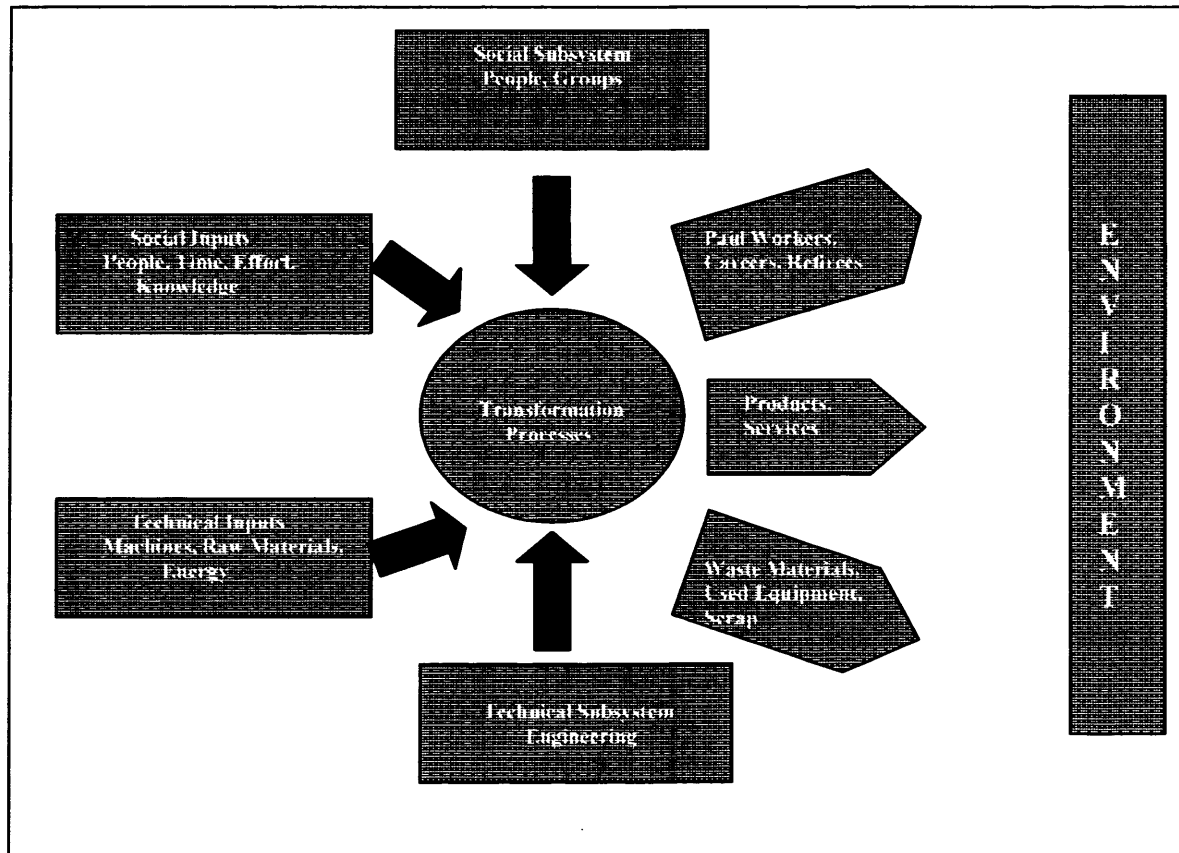 Social Subsystem
People, Groups
Social Inputs
People, Time, Effort,
Knowledge
Paid Workers,
Careers, Retirees
Transformation
Processes
Products,
Services
Technical Inputs
Machines, Raw Materials,
Energy
Waste Materials,
Used Equipment,
Scrap
Technical Subsystem
Engineering
ENVIRONMENT